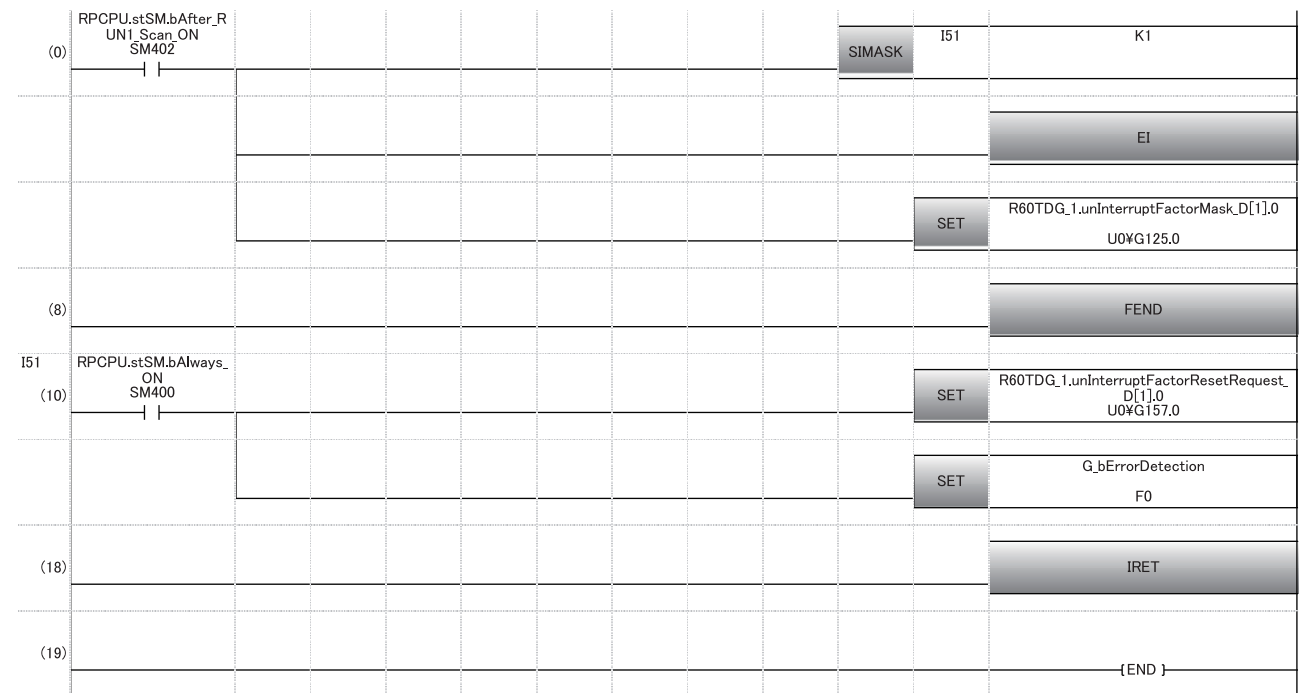 RPCPU.stSM.bAfter_R
UN1_Scan_ON
SM402
(0)
SIMASK
I51
K1
EI
SET
R60TDG_1.unInterruptFactorMask_D[1].0
U0¥G125.0
(8)
FEND
I51
RPCPU.stSM.bAlways_
ON
SM400
(10)
SET
R60TDG_1.unInterruptFactorResetRequest_
D[1].0
U0¥G157.0
SET
G_bErrorDetection
F0
(18)
IRET
(19)
{END}